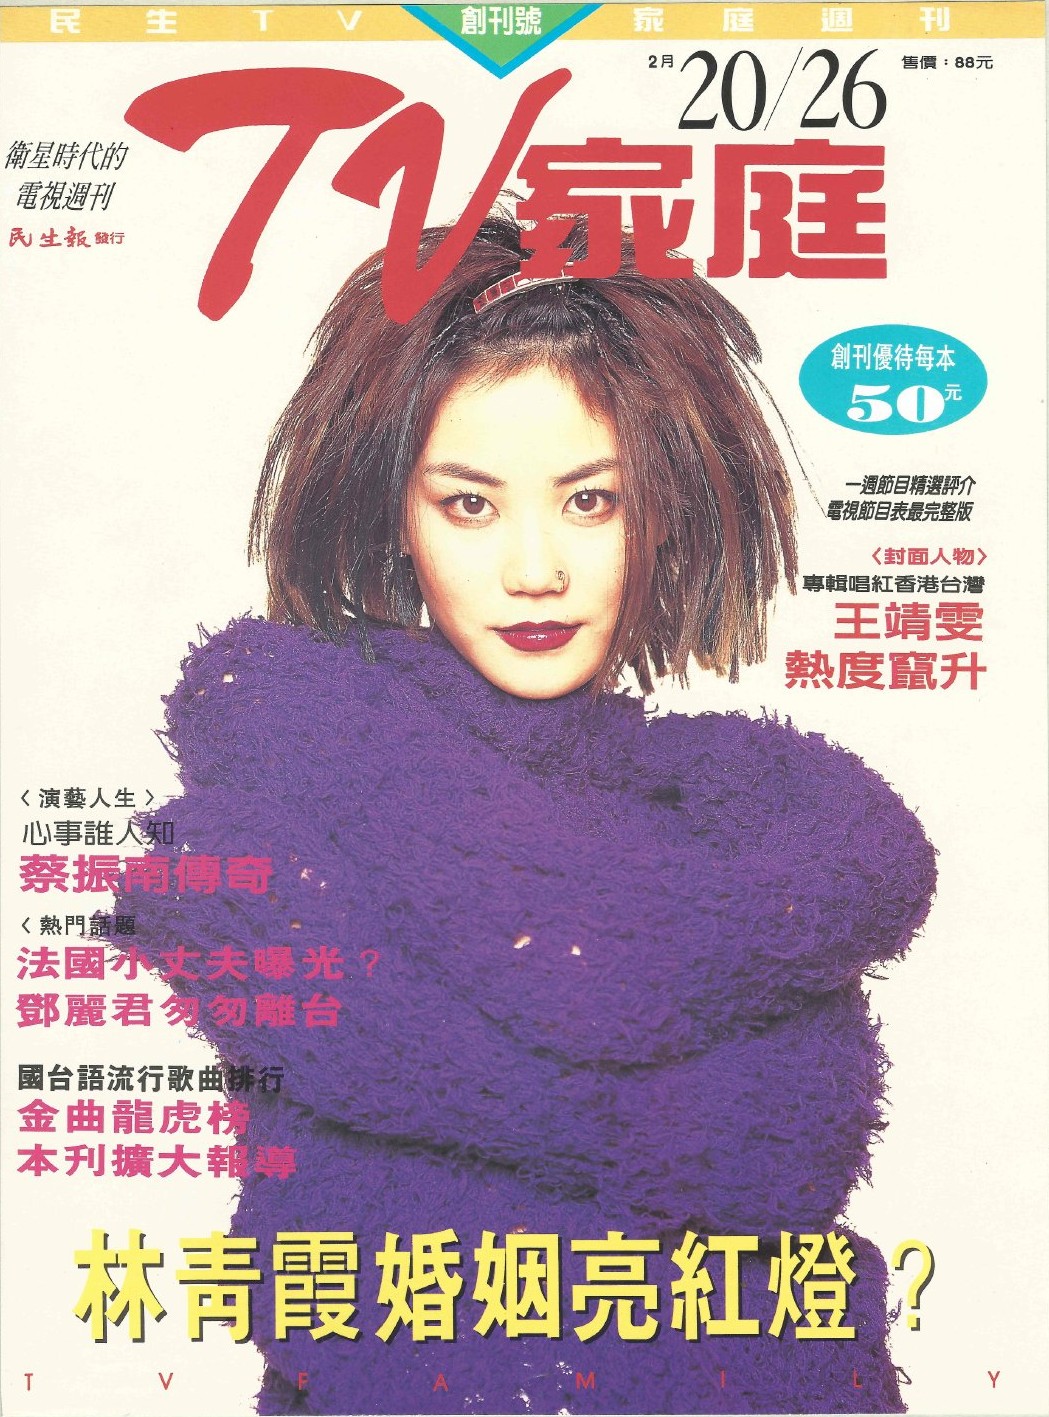 民生TV 創刊號 家庭週刊
2月 20/26 售價：88元
TV家庭
衛星時代的
電視週刊
民生報 發行
創刊優待每本
50元
一週節目精選評介
電視節目表最完整版
〈封面人物〉
專輯唱紅香港台灣
王靖雯
熱度竄升
〈演藝人生〉
心事誰人知
蔡振南傳奇
〈熱門話題
法國小丈夫曝光？
鄧麗君匆匆離台
國台語流行歌曲排行
金曲龍虎榜
本刊擴大報導
林青霞婚姻亮紅燈？
TV FAMILY